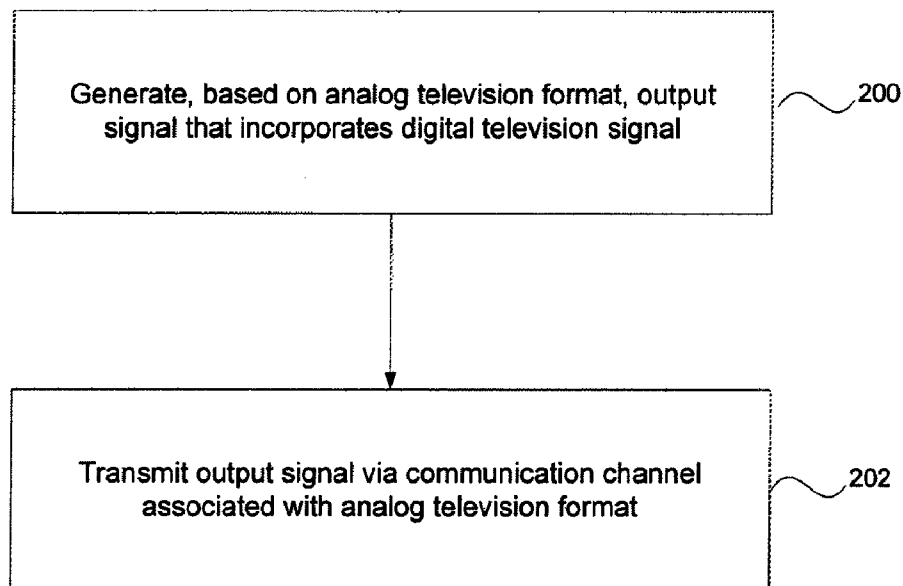 Generate, based on analog television format, output
signal that incorporates digital television signal
200
Transmit output signal via communication channel
associated with analog television format
202